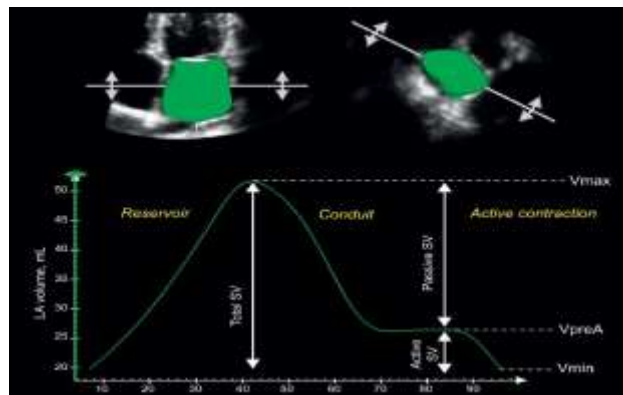 Vmax
50
Reservoir
Conduit
Active contraction
45
40
LA volume, mL
Total SV
Passive SV
35
30
VpreA
25
Active
SV
20
Vmin
10 20 30 40 50 60 70 80 90